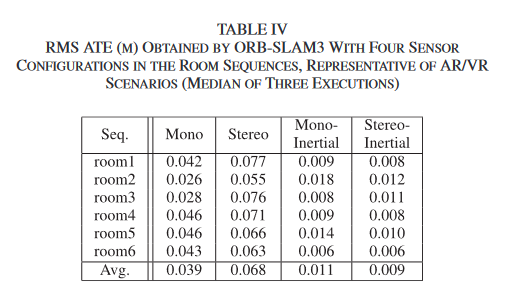 TABLE IV
RMS ATE (M) OBTAINED BY ORB-SLAM3 WITH FOUR SENSOR
CONFIGURATIONS IN THE ROOM SEQUENCES, REPRESENTATIVE OF AR/VR
SCENARIOS (MEDIAN OF THREE EXECUTIONS)
Seq. Mono Stereo Mono-Inertial Stereo-Inertial
room1 0.042 0.077 0.009 0.008
room2 0.026 0.055 0.018 0.012
room3 0.028 0.076 0.008 0.011
room4 0.046 0.071 0.009 0.008
room5 0.046 0.066 0.014 0.010
room6 0.043 0.063 0.006 0.006
Avg. 0.039 0.068 0.011 0.009